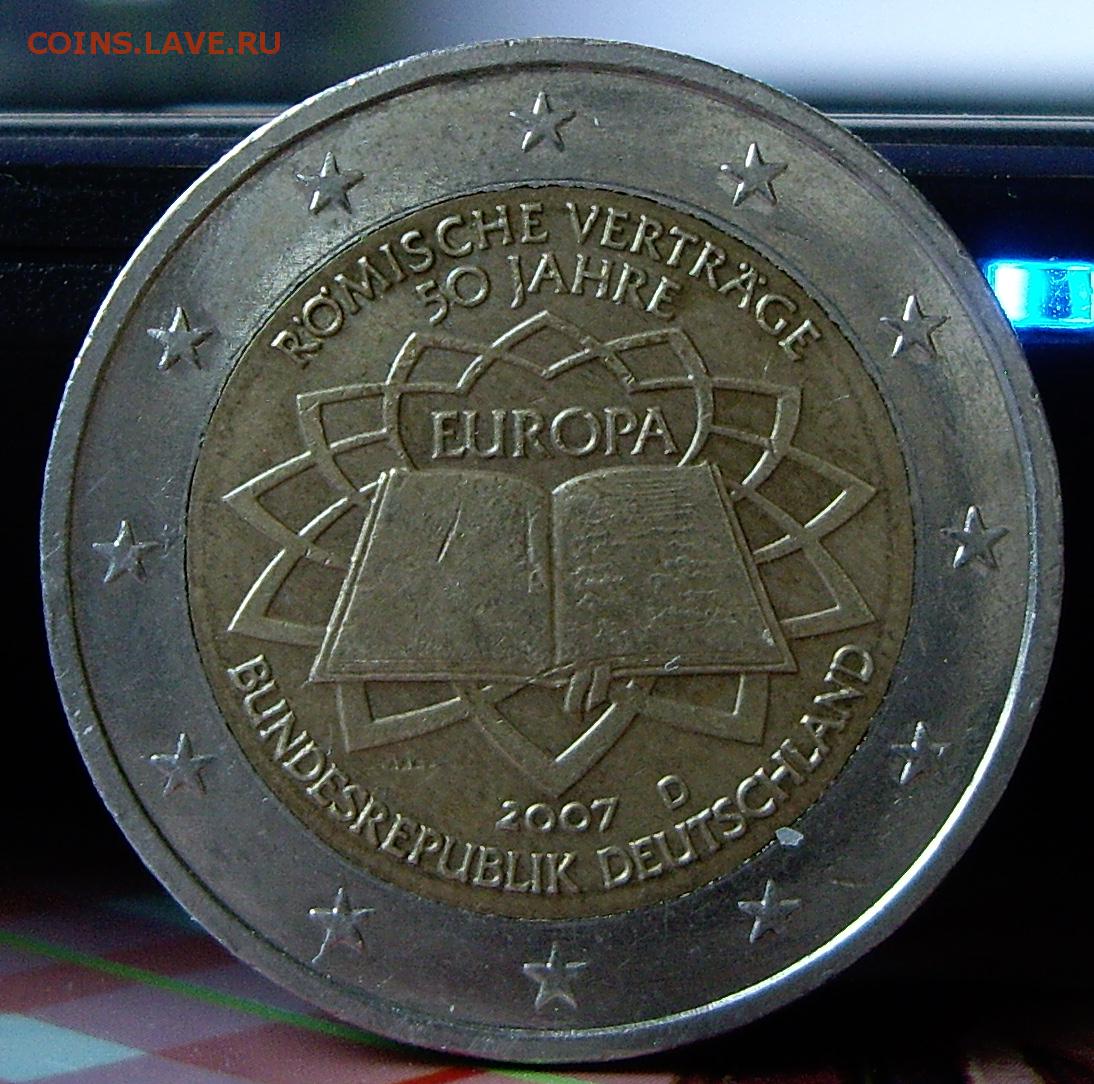 COINS.LAVE.RU
RÖMISCHE VERTRÄGE
50 JAHRE
EUROPA
2007 D
BUNDESREPUBLIK DEUTSCHLAND